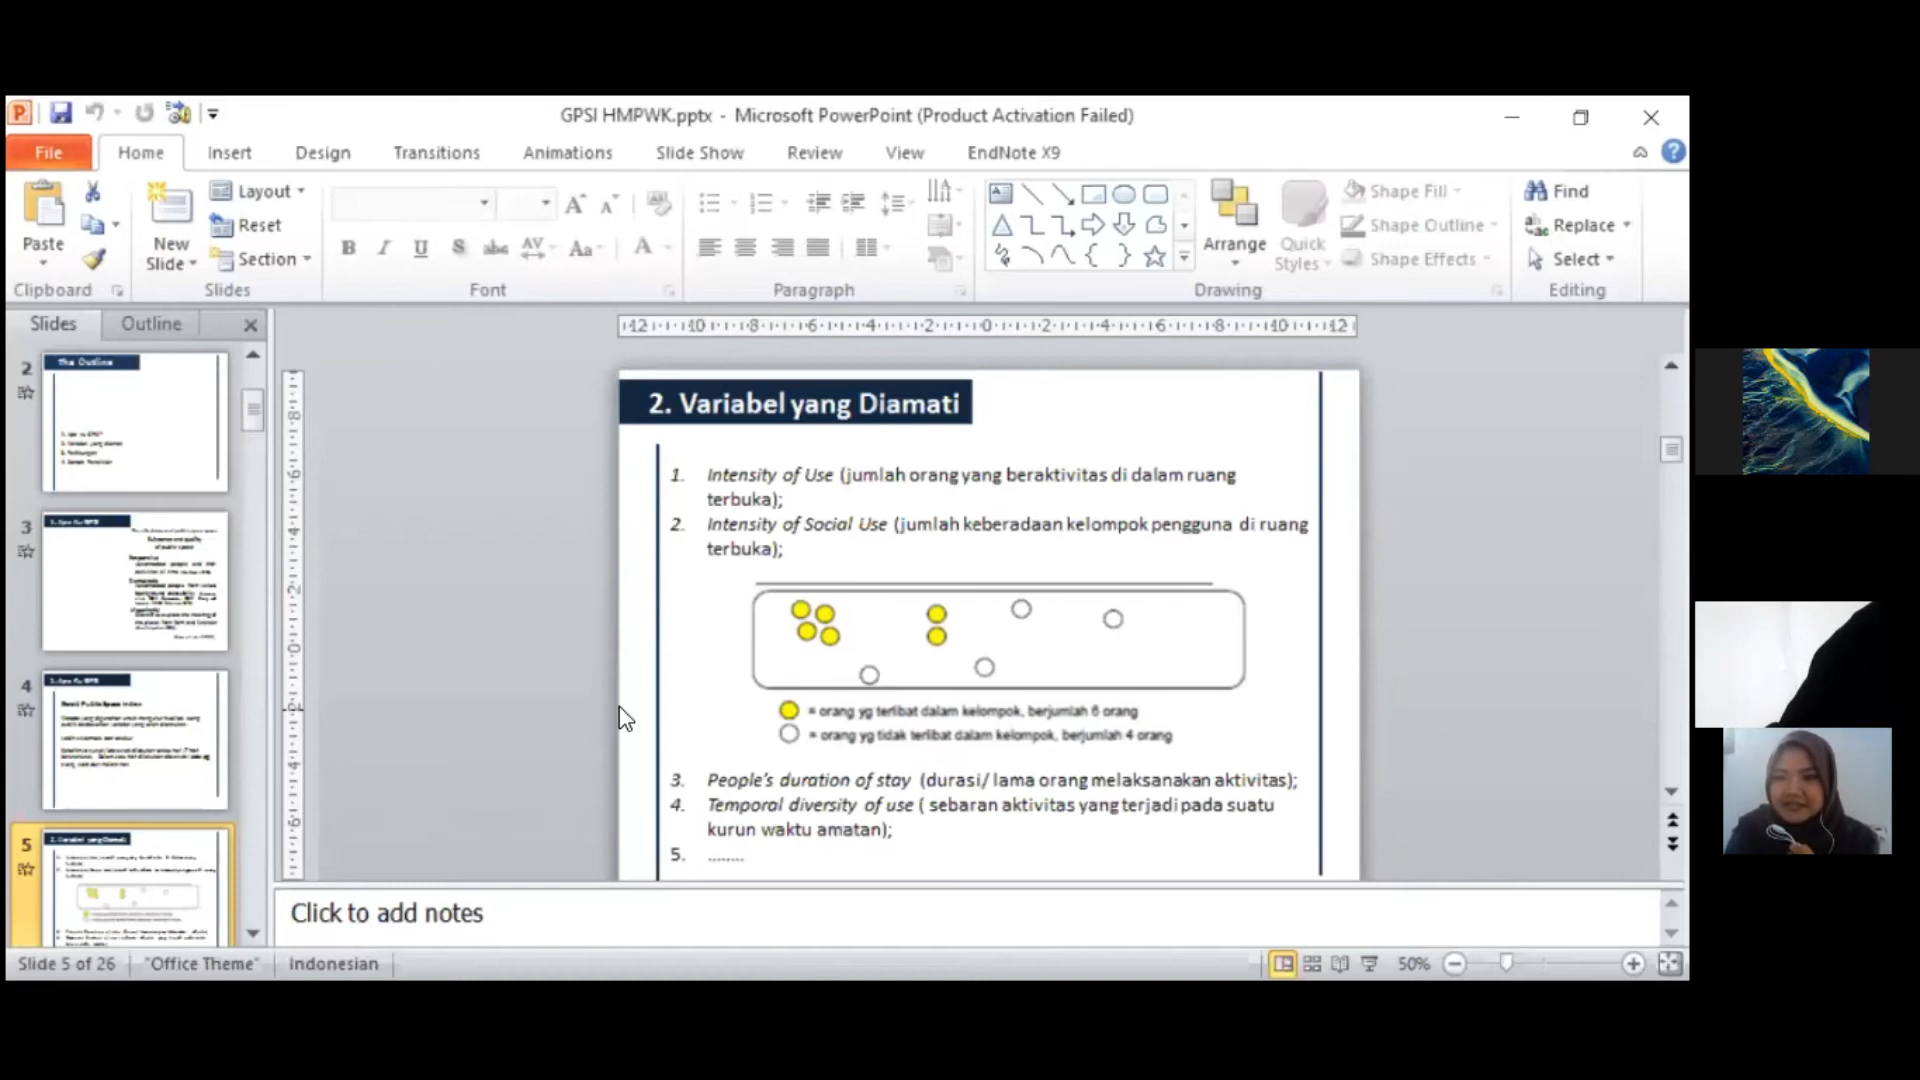 GPSI HMPWK.pptx - Microsoft PowerPoint (Product Activation Failed)
File Home Insert Design Transitions Animations Slide Show Review View EndNote X9
Paste
New Slide
Layout
Reset
Section
Arrange
Quick Styles
Shape Fill
Shape Outline
Shape Effects
Find
Replace
Select
Clipboard Slides Font Paragraph Drawing Editing
Slides Outline
2
The Outline
3
4
5
2. Variabel yang Diamati
1. Intensity of Use (jumlah orang yang beraktivitas di dalam ruang
terbuka);
2. Intensity of Social Use (jumlah keberadaan kelompok pengguna di ruang
terbuka);
= orang yg terlibat dalam kelompok, berjumlah 6 orang
= orang yg tidak terlibat dalam kelompok, berjumlah 4 orang
3. People's duration of stay (durasi/ lama orang melaksanakan aktivitas);
4. Temporal diversity of use ( sebaran aktivitas yang terjadi pada suatu
kurun waktu amatan);
5. ........
Click to add notes
Slide 5 of 26 "Office Theme" Indonesian 50%